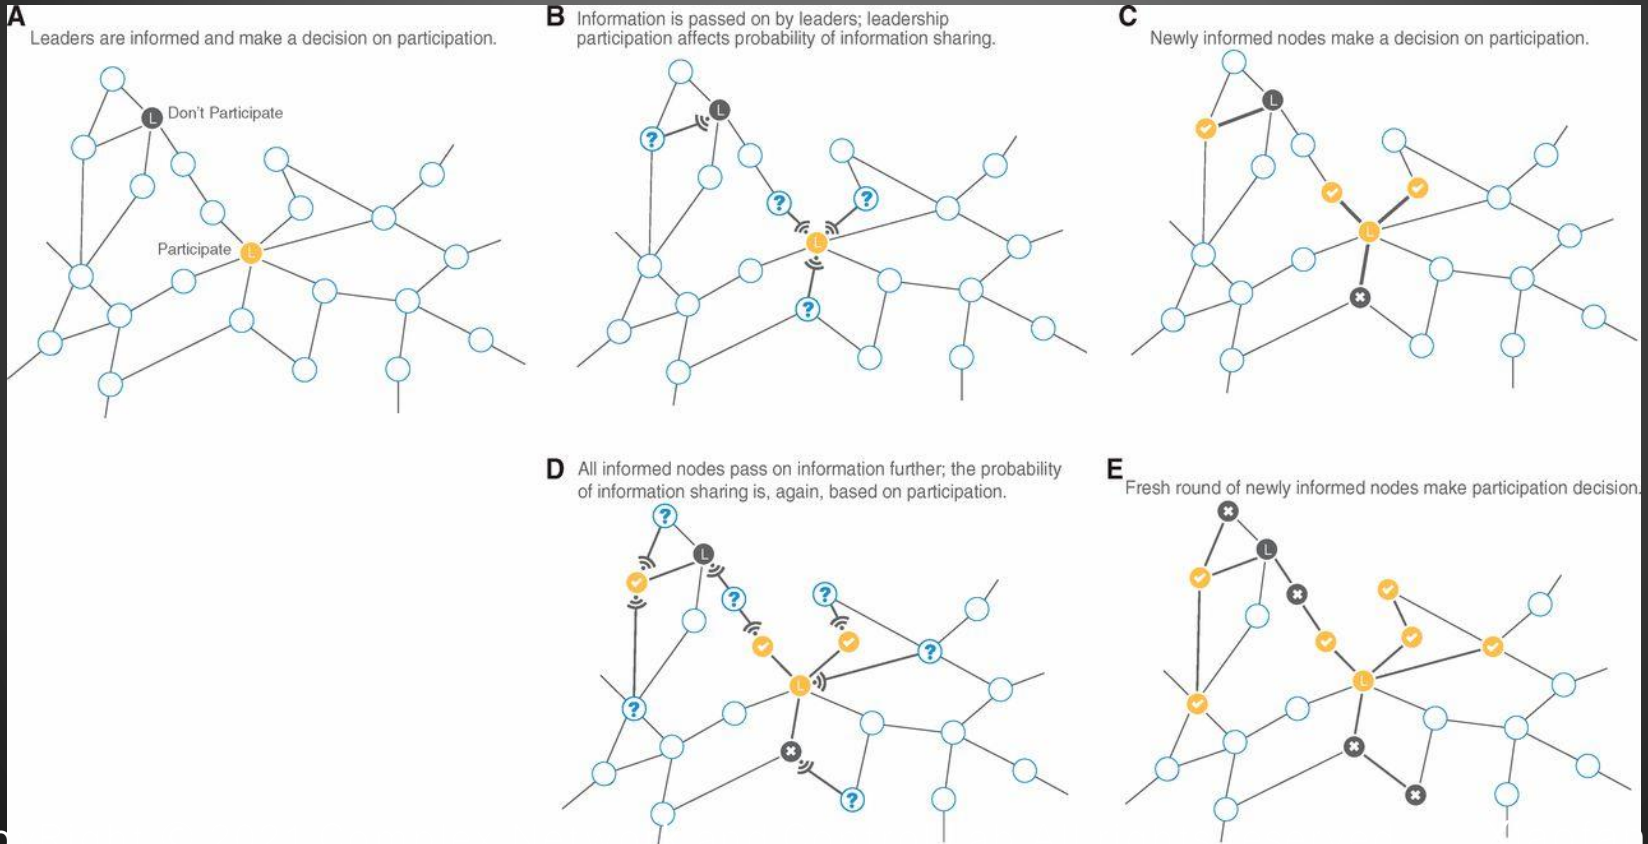 A
Leaders are informed and make a decision on participation.
Don't Participate
L
Participate
L
B
Information is passed on by leaders; leadership
participation affects probability of information sharing.
L
?
?
?
L
?
C
Newly informed nodes make a decision on participation.
L
L
D
All informed nodes pass on information further; the probability
of information sharing is, again, based on participation.
?
L
?
?
?
L
?
?
E
Fresh round of newly informed nodes make participation decision.
L
L